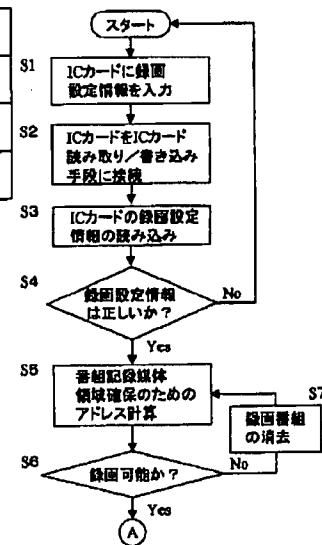 スタート
S1
ICカードに録画
設定情報を入力
S2
ICカードをICカード
読み取り／書き込み
手段に接続
S3
ICカードの録画設定
情報の読み込み
S4
録画設定情報
は正しいか？
No
Yes
S5
番組記録媒体
領域確保のための
アドレス計算
S7
録画番組
の消去
S6
録画可能か？
No
Yes
A